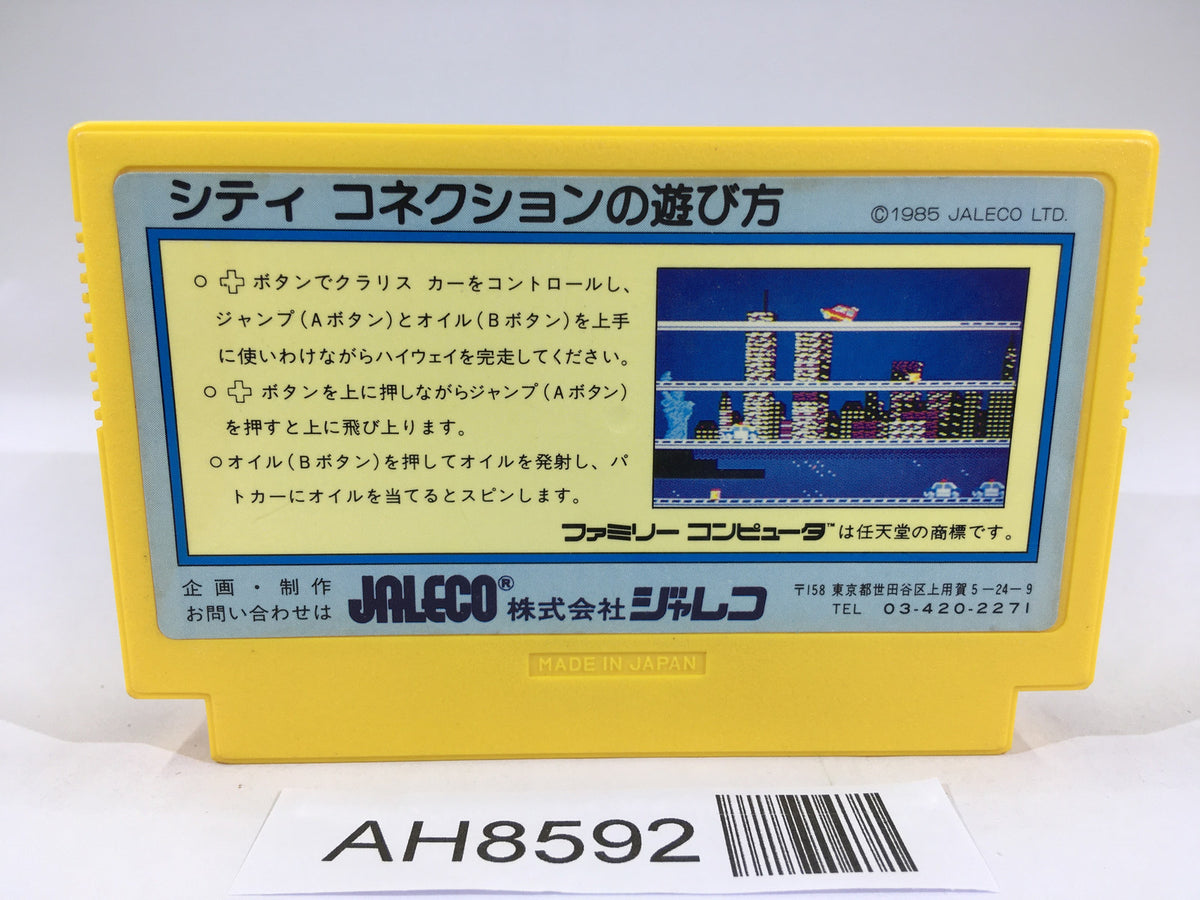 シティ コネクションの遊び方
©1985 JALECO LTD.
○ ✚ ボタンでクラリス カーをコントロールし、
ジャンプ(Aボタン)とオイル(Bボタン)を上手
に使いわけながらハイウェイを完走してください。
○ ✚ ボタンを上に押しながらジャンプ(Aボタン)
を押すと上に飛び上ります。
○オイル(Bボタン)を押してオイルを発射し、パ
トカーにオイルを当てるとスピンします。
ファミリー コンピュータ™は任天堂の商標です。
企画・制作
お問い合わせは
JALECO® 株式会社 ジャレコ
〒158 東京都世田谷区上用賀5-24-9
TEL 03-420-2271
MADE IN JAPAN
AH8592